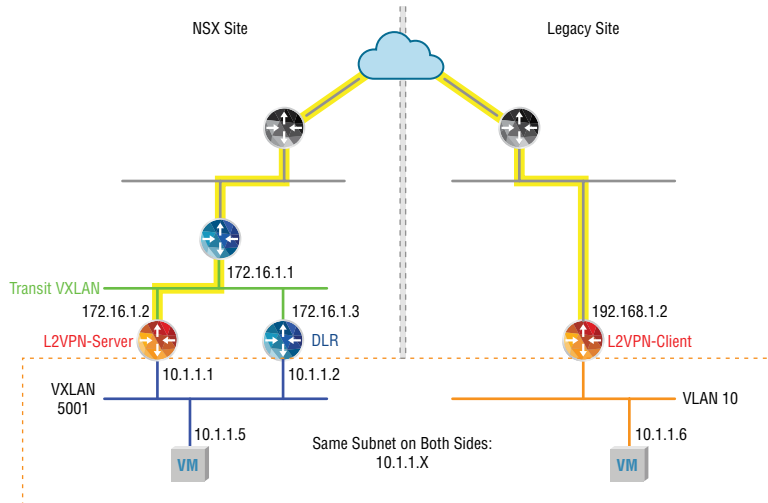 NSX Site
Legacy Site
172.16.1.1
Transit VXLAN
172.16.1.2
172.16.1.3
192.168.1.2
L2VPN-Server
DLR
L2VPN-Client
10.1.1.1
10.1.1.2
VXLAN
5001
VLAN 10
10.1.1.5
Same Subnet on Both Sides:
10.1.1.X
10.1.1.6
VM
VM